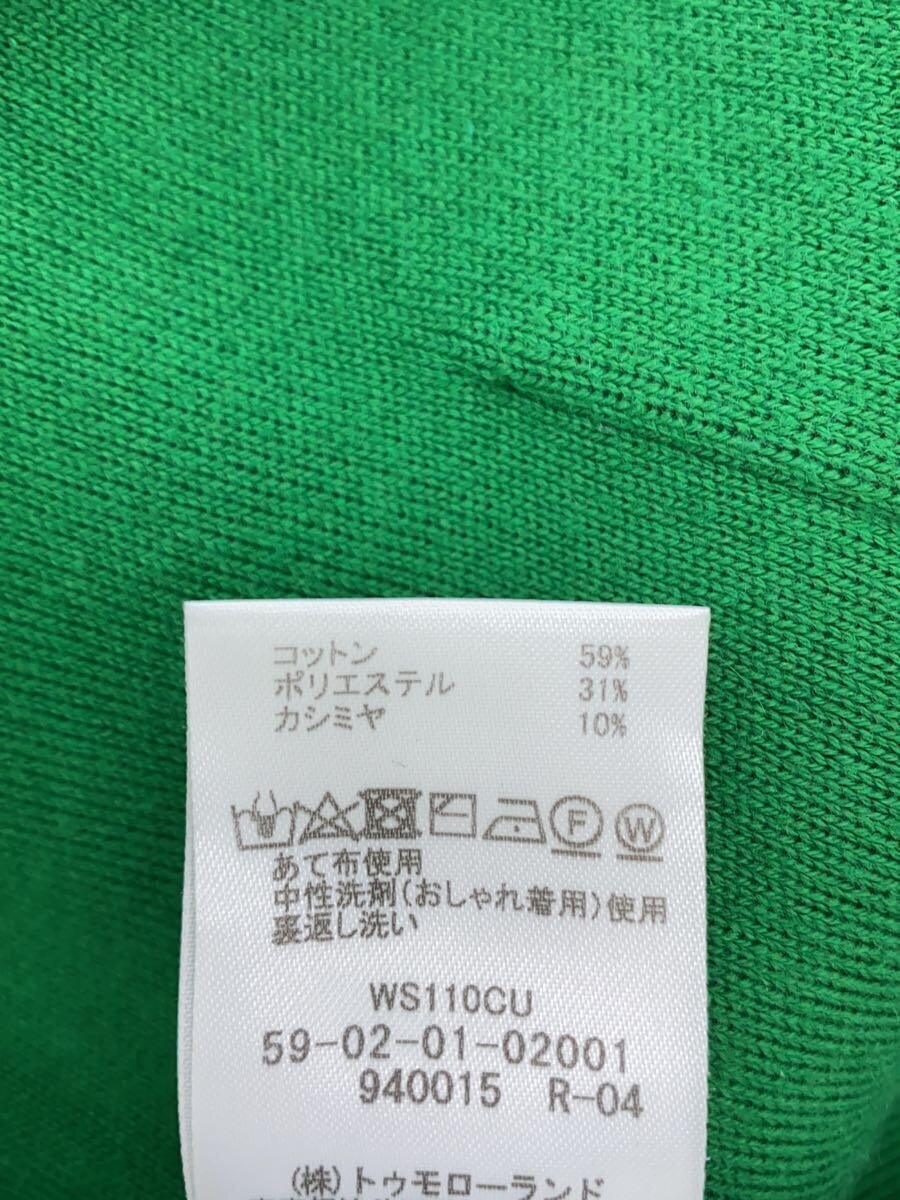 コットン 59%
ポリエステル 31%
カシミヤ 10%
F W
あて布使用
中性洗剤(おしゃれ着用)使用
裏返し洗い
WS110CU
59-02-01-02001
940015 R-04
(株)トゥモローランド